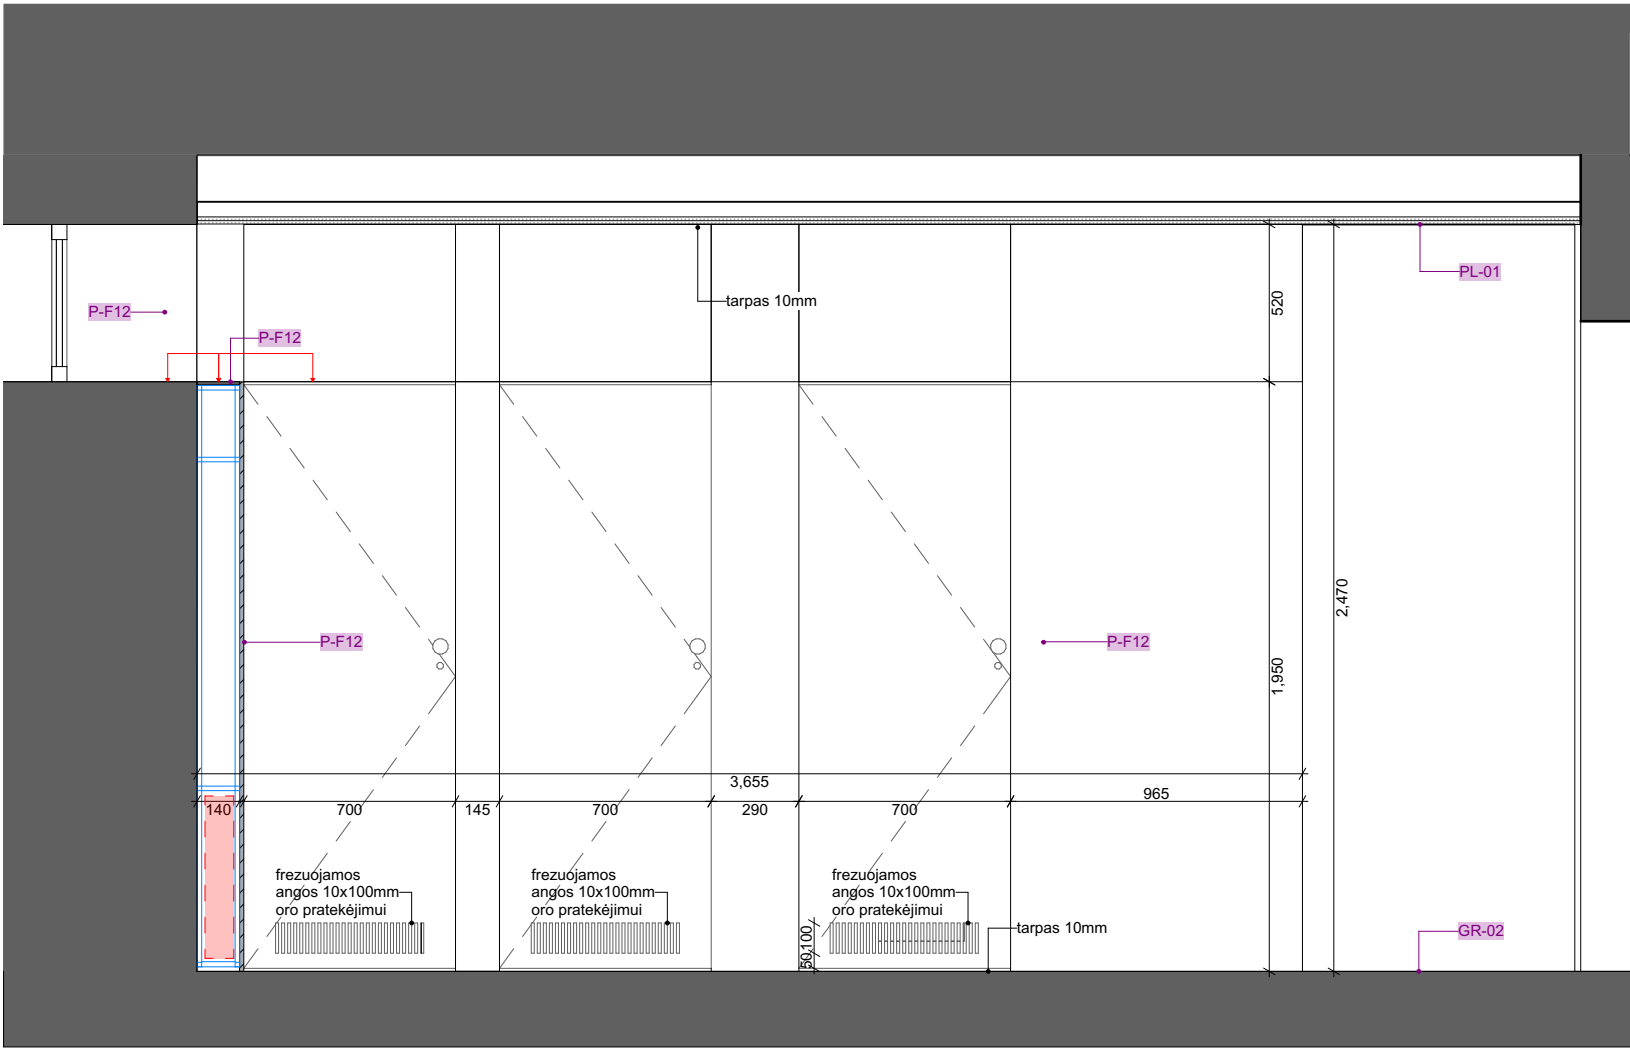 PL-01
P-F12
tarpas 10mm
520
P-F12
2,470
P-F12
P-F12
1,950
3,655
140
700
145
700
290
700
965
frezuojamos
angos 10x100mm
oro pratekėjimui
frezuojamos
angos 10x100mm
oro pratekėjimui
frezuojamos
angos 10x100mm
oro pratekėjimui
100
50
tarpas 10mm
GR-02